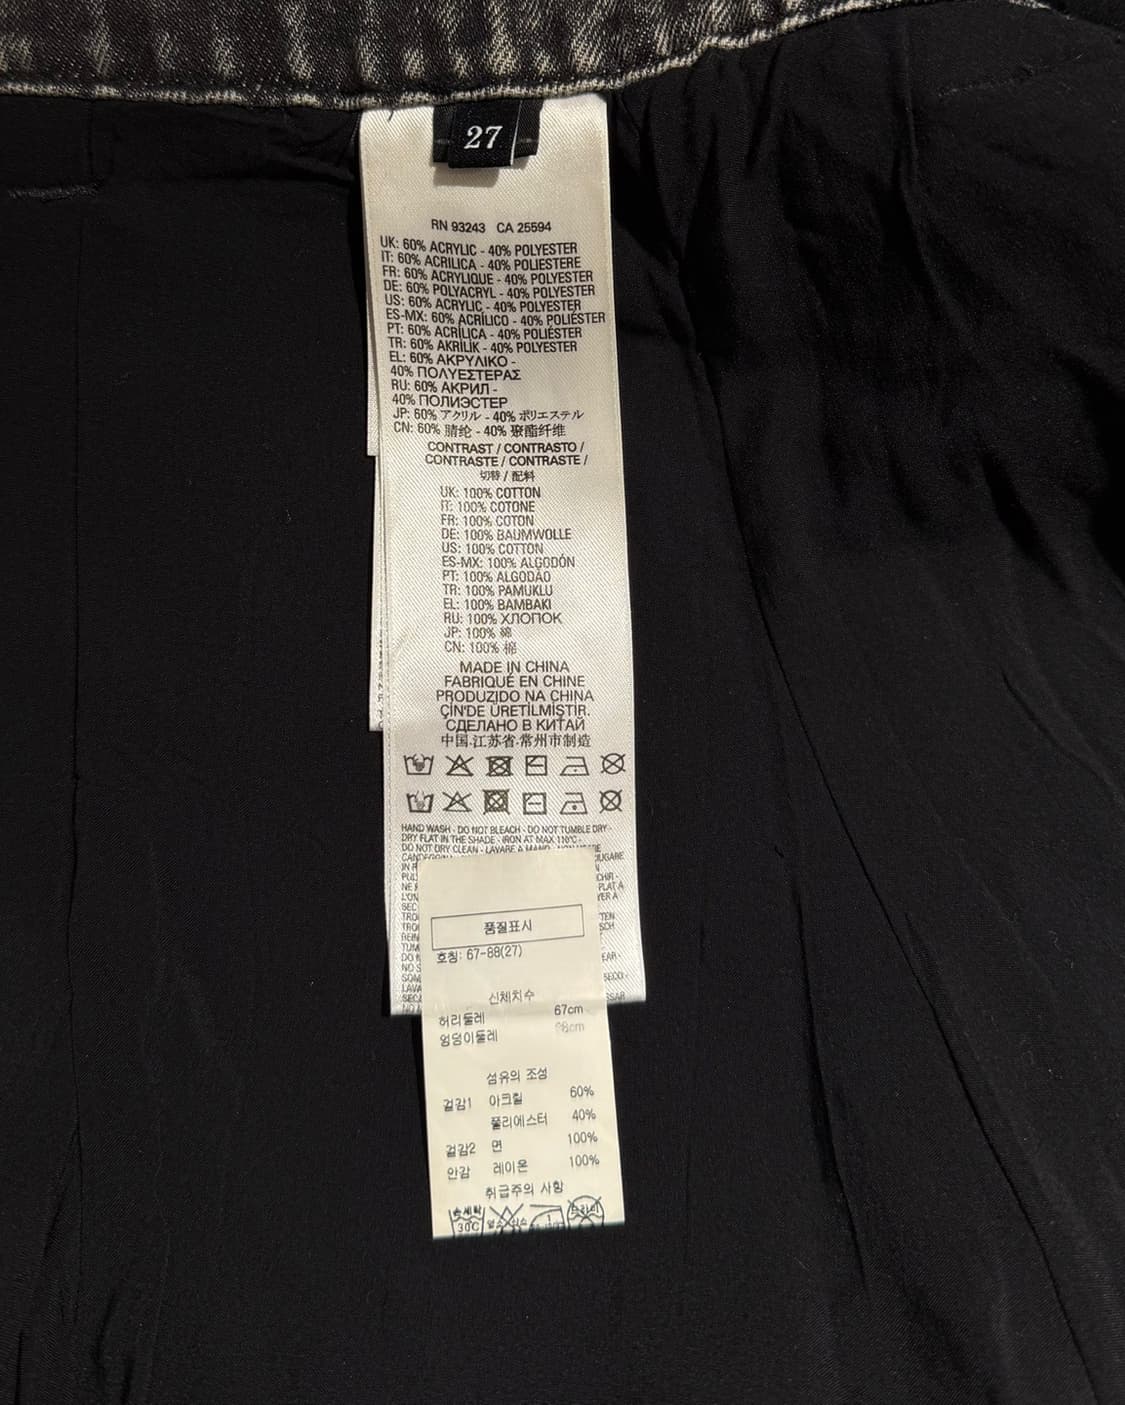 27
RN 93243 CA 25594
UK: 60% ACRYLIC - 40% POLYESTER
IT: 60% ACRILICA - 40% POLIESTERE
FR: 60% ACRYLIQUE - 40% POLYESTER
DE: 60% POLYACRYL - 40% POLYESTER
US: 60% ACRYLIC - 40% POLYESTER
ES-MX: 60% ACRÍLICO - 40% POLIÉSTER
PT: 60% ACRÍLICA - 40% POLIÉSTER
TR: 60% AKRİLİK - 40% POLYESTER
EL: 60% ΑΚΡΥΛΙΚΟ -
40% ΠΟΛΥΕΣΤΕΡΑΣ
RU: 60% АКРИЛ -
40% ПОЛИЭСТЕР
JP: 60% アクリル - 40% ポリエステル
CN: 60% 腈纶 - 40% 聚酯纤维
CONTRAST / CONTRASTO /
CONTRASTE / CONTRASTE /
切替 / 配料
UK: 100% COTTON
IT: 100% COTONE
FR: 100% COTON
DE: 100% BAUMWOLLE
US: 100% COTTON
ES-MX: 100% ALGODÓN
PT: 100% ALGODÃO
TR: 100% PAMUKLU
EL: 100% ΒΑΜΒΑΚΙ
RU: 100% ХЛОПОК
JP: 100% 綿
CN: 100% 棉
MADE IN CHINA
FABRIQUÉ EN CHINE
PRODUZIDO NA CHINA
ÇİN'DE ÜRETİLMİŞTİR.
СДЕЛАНО В КИТАЙ
中国.江苏省.常州市制造
HAND WASH - DO NOT BLEACH - DO NOT TUMBLE DRY -
DRY FLAT IN THE SHADE - IRON AT MAX 110°C -
DO NOT DRY CLEAN - LAVARE A MANO -
품질표시
호칭: 67-88(27)
신체치수
허리둘레 67cm
엉덩이둘레 88cm
섬유의 조성
겉감1 아크릴 60%
폴리에스터 40%
겉감2 면 100%
안감 레이온 100%
취급주의 사항
손세탁
30C
드라이